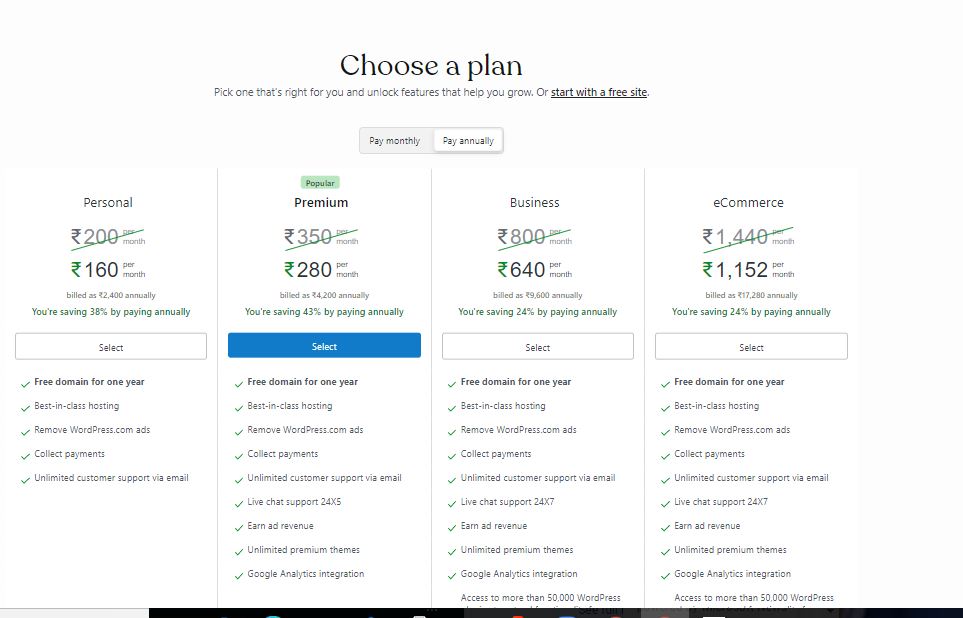 Choose a plan
Pick one that's right for you and unlock features that help you grow. Or start with a free site.
Pay monthly
Pay annually
Personal
₹200 per month
₹160 per month
billed as ₹2,400 annually
You're saving 38% by paying annually
Select
Free domain for one year
Best-in-class hosting
Remove WordPress.com ads
Collect payments
Unlimited customer support via email
Popular
Premium
₹350 per month
₹280 per month
billed as ₹4,200 annually
You're saving 43% by paying annually
Select
Free domain for one year
Best-in-class hosting
Remove WordPress.com ads
Collect payments
Unlimited customer support via email
Live chat support 24X5
Earn ad revenue
Unlimited premium themes
Google Analytics integration
Business
₹800 per month
₹640 per month
billed as ₹9,600 annually
You're saving 24% by paying annually
Select
Free domain for one year
Best-in-class hosting
Remove WordPress.com ads
Collect payments
Unlimited customer support via email
Live chat support 24X7
Earn ad revenue
Unlimited premium themes
Google Analytics integration
Access to more than 50,000 WordPress
eCommerce
₹1,440 per month
₹1,152 per month
billed as ₹17,280 annually
You're saving 24% by paying annually
Select
Free domain for one year
Best-in-class hosting
Remove WordPress.com ads
Collect payments
Unlimited customer support via email
Live chat support 24X7
Earn ad revenue
Unlimited premium themes
Google Analytics integration
Access to more than 50,000 WordPress